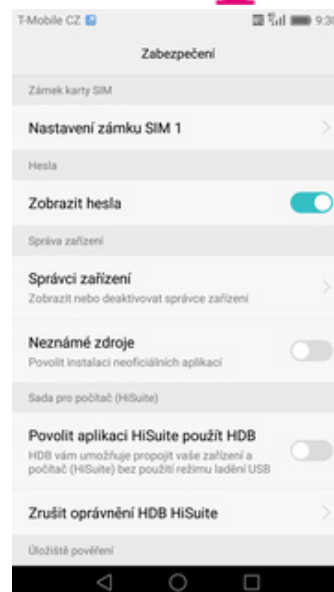 T-Mobile CZ
9:30
Zabezpečení
Zámek karty SIM
Nastavení zámku SIM 1
Hesla
Zobrazit hesla
Správa zařízení
Správci zařízení
Zobrazit nebo deaktivovat správce zařízení
Neznámé zdroje
Povolit instalaci neoficiálních aplikací
Sada pro počítač (HiSuite)
Povolit aplikaci HiSuite použít HDB
HDB vám umožňuje propojit vaše zařízení a
počítač (HiSuite) bez použití režimu ladění USB
Zrušit oprávnění HDB HiSuite
Úložiště pověření